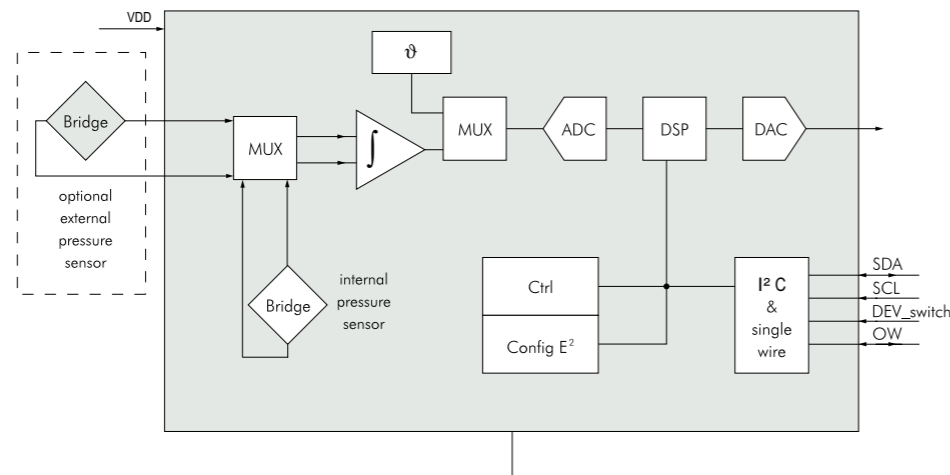 VDD
ϑ
Bridge
MUX
∫
MUX
ADC
DSP
DAC
optional
external
pressure
sensor
Bridge
internal
pressure
sensor
Ctrl
Config E²
I² C
&
single
wire
SDA
SCL
DEV_switch
OW